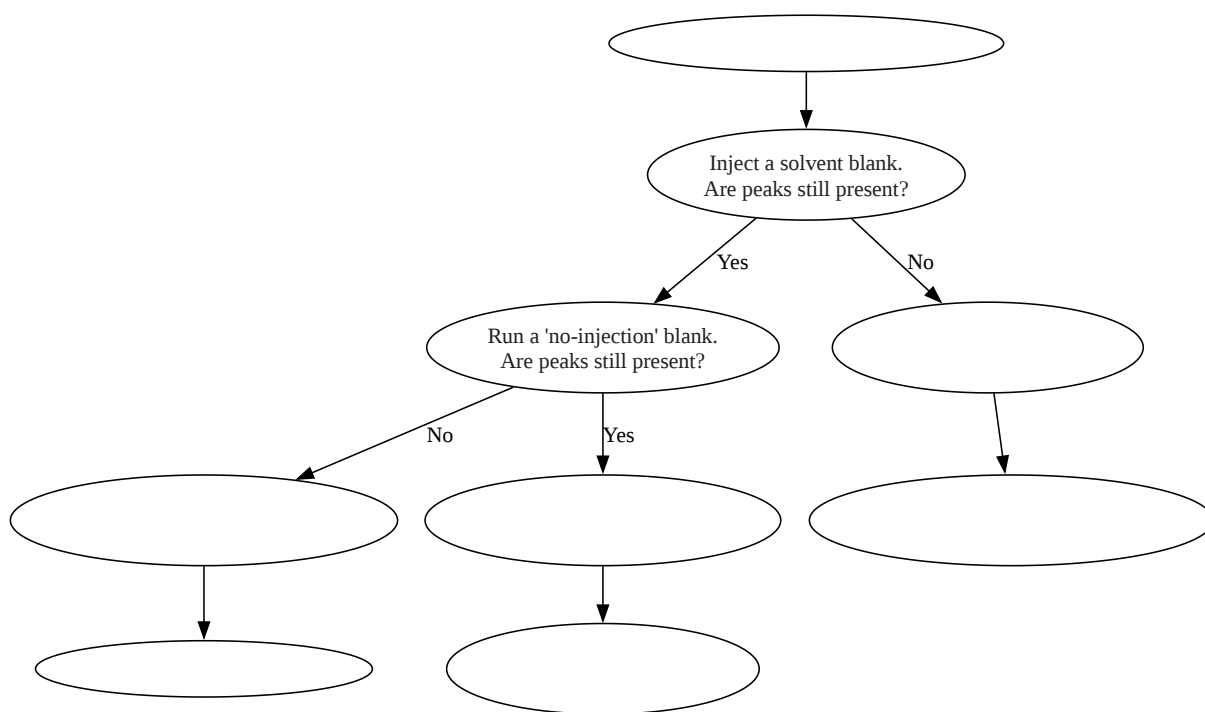 Inject a solvent blank.
Are peaks still present?
Yes
No
Run a 'no-injection' blank.
Are peaks still present?
No
Yes